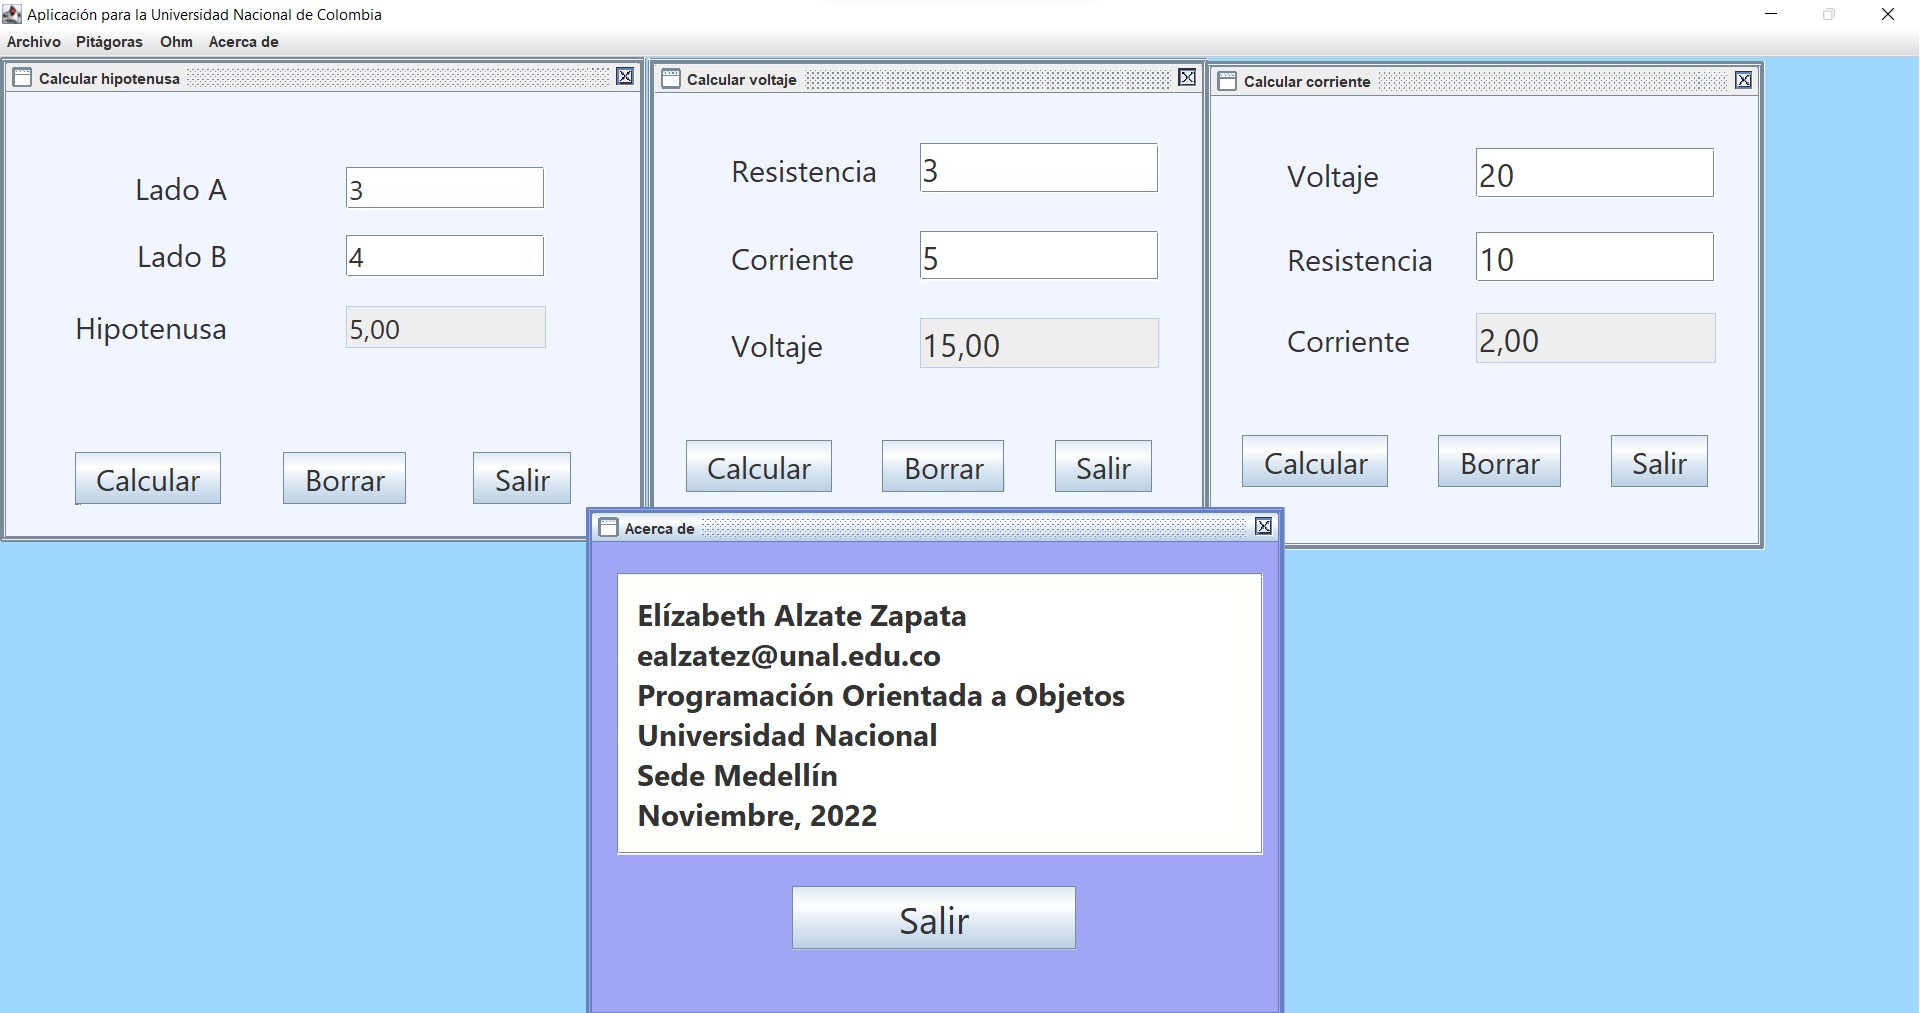 Aplicación para la Universidad Nacional de Colombia
Archivo Pitágoras Ohm Acerca de
Calcular hipotenusa
Lado A 3
Lado B 4
Hipotenusa 5,00
Calcular Borrar Salir
Calcular voltaje
Resistencia 3
Corriente 5
Voltaje 15,00
Calcular Borrar Salir
Calcular corriente
Voltaje 20
Resistencia 10
Corriente 2,00
Calcular Borrar Salir
Acerca de
Elízabeth Alzate Zapata
ealzatez@unal.edu.co
Programación Orientada a Objetos
Universidad Nacional
Sede Medellín
Noviembre, 2022
Salir